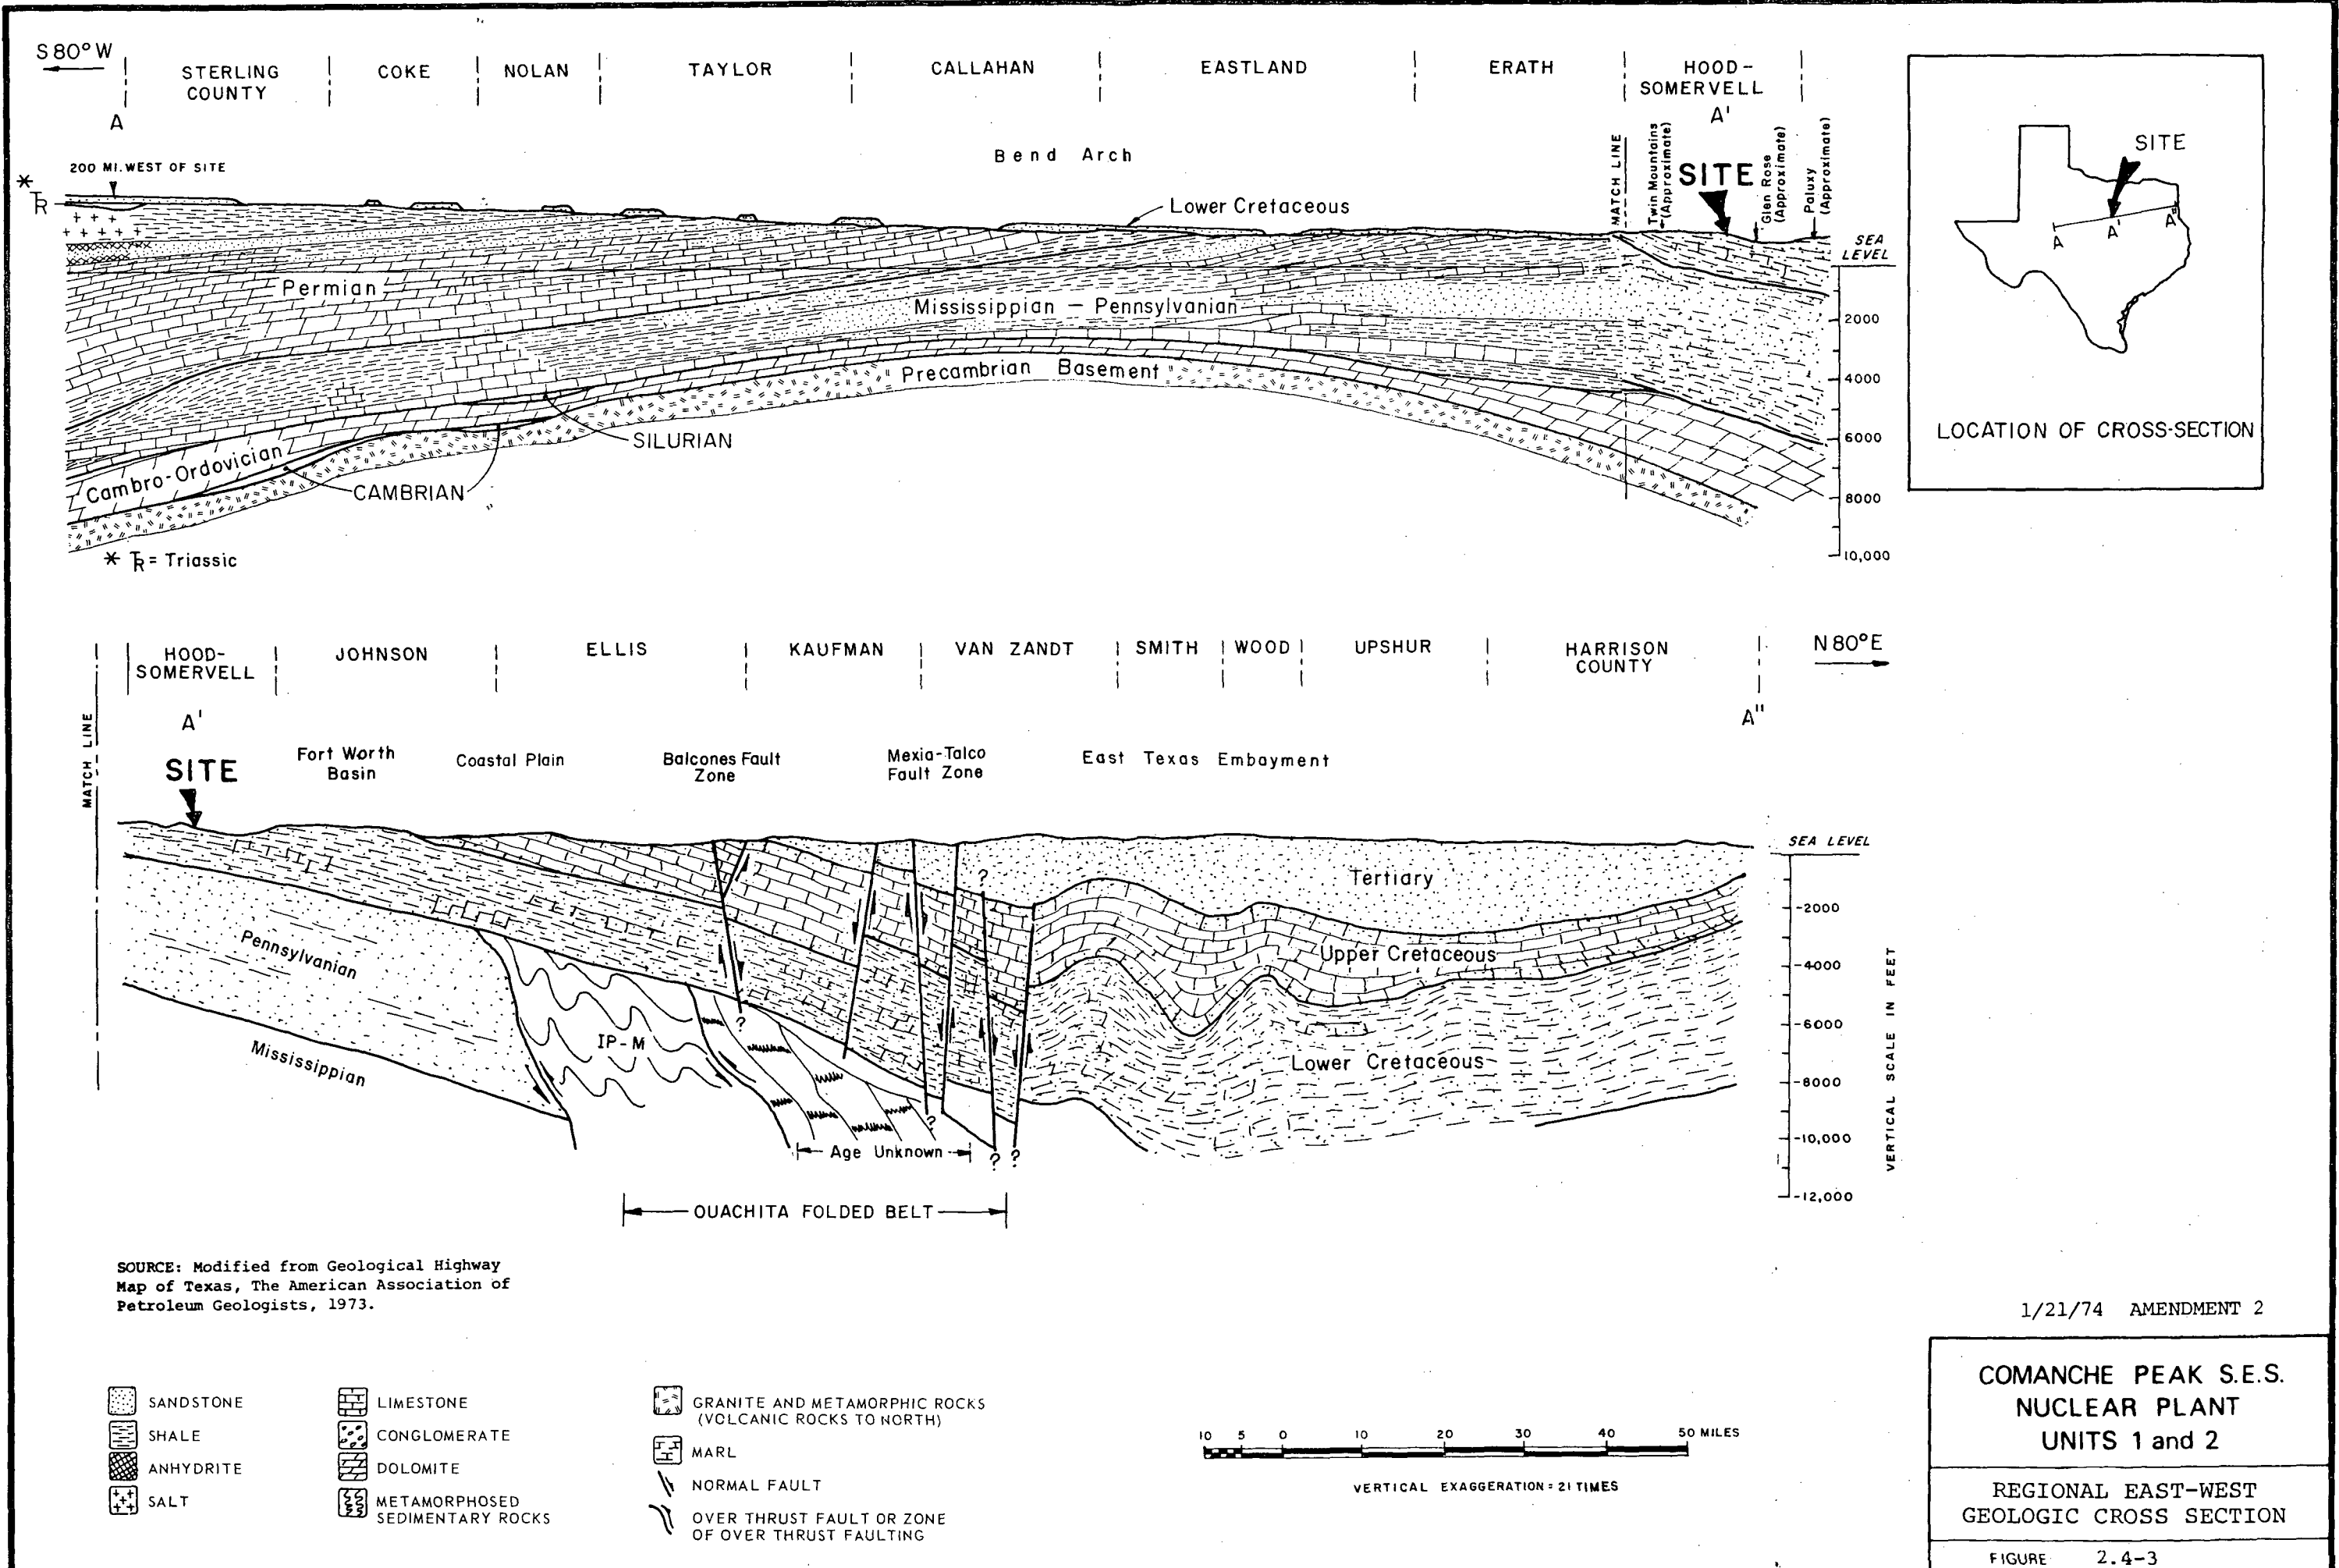 S 80° W
STERLING
COUNTY
COKE
NOLAN
TAYLOR
CALLAHAN
EASTLAND
ERATH
HOOD-
SOMERVELL
A
A'
200 MI. WEST OF SITE
Bend Arch
MATCH LINE
Twin Mountains
(Approximate)
SITE
Glen Rose
(Approximate)
Paluxy
(Approximate)
* TR
Lower Cretaceous
SEA
LEVEL
Permian
Mississippian — Pennsylvanian
2000
Precambrian Basement
4000
SILURIAN
6000
Cambro-Ordovician
CAMBRIAN
8000
10,000
* TR = Triassic
SITE
A
A'
A"
LOCATION OF CROSS-SECTION
HOOD-
SOMERVELL
JOHNSON
ELLIS
KAUFMAN
VAN ZANDT
SMITH
WOOD
UPSHUR
HARRISON
COUNTY
N 80° E
A'
A"
MATCH LINE
SITE
Fort Worth
Basin
Coastal Plain
Balcones Fault
Zone
Mexia-Talco
Fault Zone
East Texas Embayment
SEA LEVEL
?
Tertiary
-2000
Pennsylvanian
Upper Cretaceous
-4000
?
IP-M
-6000
Mississippian
Lower Cretaceous
-8000
?
-10,000
Age Unknown
? ?
-12,000
VERTICAL SCALE IN FEET
OUACHITA FOLDED BELT
SOURCE: Modified from Geological Highway
Map of Texas, The American Association of
Petroleum Geologists, 1973.
SANDSTONE
SHALE
ANHYDRITE
SALT
LIMESTONE
CONGLOMERATE
DOLOMITE
METAMORPHOSED
SEDIMENTARY ROCKS
GRANITE AND METAMORPHIC ROCKS
(VOLCANIC ROCKS TO NORTH)
MARL
NORMAL FAULT
OVER THRUST FAULT OR ZONE
OF OVER THRUST FAULTING
10 5 0 10 20 30 40 50 MILES
VERTICAL EXAGGERATION = 21 TIMES
1/21/74 AMENDMENT 2
COMANCHE PEAK S.E.S.
NUCLEAR PLANT
UNITS 1 and 2
REGIONAL EAST-WEST
GEOLOGIC CROSS SECTION
FIGURE 2.4-3